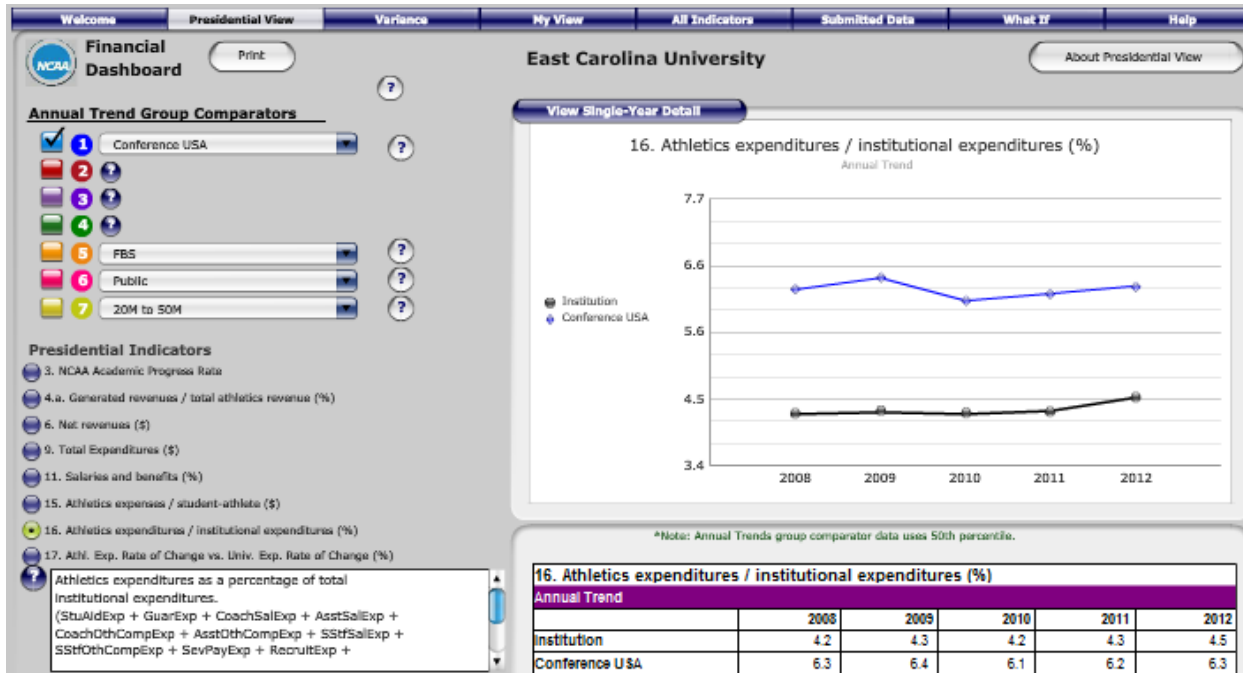 Welcome Presidential View Variance My View All Indicators Submitted Data What If Help
NCAA
Financial
Dashboard
Print
East Carolina University
About Presidential View
?
Annual Trend Group Comparators
1 Conference USA ?
2 ?
3 ?
4 ?
5 FBS ?
6 Public ?
7 20M to 50M ?
Presidential Indicators
3. NCAA Academic Progress Rate
4.a. Generated revenues / total athletics revenue (%)
6. Net revenues ($)
9. Total Expenditures ($)
11. Salaries and benefits (%)
15. Athletics expenses / student-athlete ($)
16. Athletics expenditures / institutional expenditures (%)
17. Athl. Exp. Rate of Change vs. Univ. Exp. Rate of Change (%)
?
Athletics expenditures as a percentage of total
institutional expenditures.
(StuAidExp + GuarExp + CoachSalExp + AsstSalExp +
CoachOthCompExp + AsstOthCompExp + SStfSalExp +
SStfOthCompExp + SevPayExp + RecruitExp +
View Single-Year Detail
16. Athletics expenditures / institutional expenditures (%)
Annual Trend
7.7
6.6
5.6
4.5
3.4
Institution
Conference USA
2008 2009 2010 2011 2012
*Note: Annual Trends group comparator data uses 50th percentile.
16. Athletics expenditures / institutional expenditures (%)
Annual Trend
2008 2009 2010 2011 2012
Institution 4.2 4.3 4.2 4.3 4.5
Conference USA 6.3 6.4 6.1 6.2 6.3